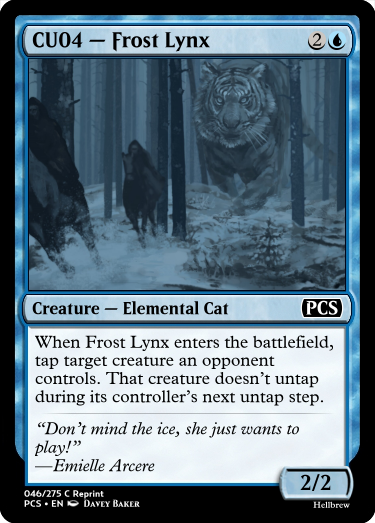 CU04 — Frost Lynx 2
Creature — Elemental Cat PCS
When Frost Lynx enters the battlefield,
tap target creature an opponent
controls. That creature doesn't untap
during its controller's next untap step.
“Don't mind the ice, she just wants to
play!”
—Emielle Arcere
2/2
046/275 C Reprint
PCS • EN Davey Baker
Hellbrew